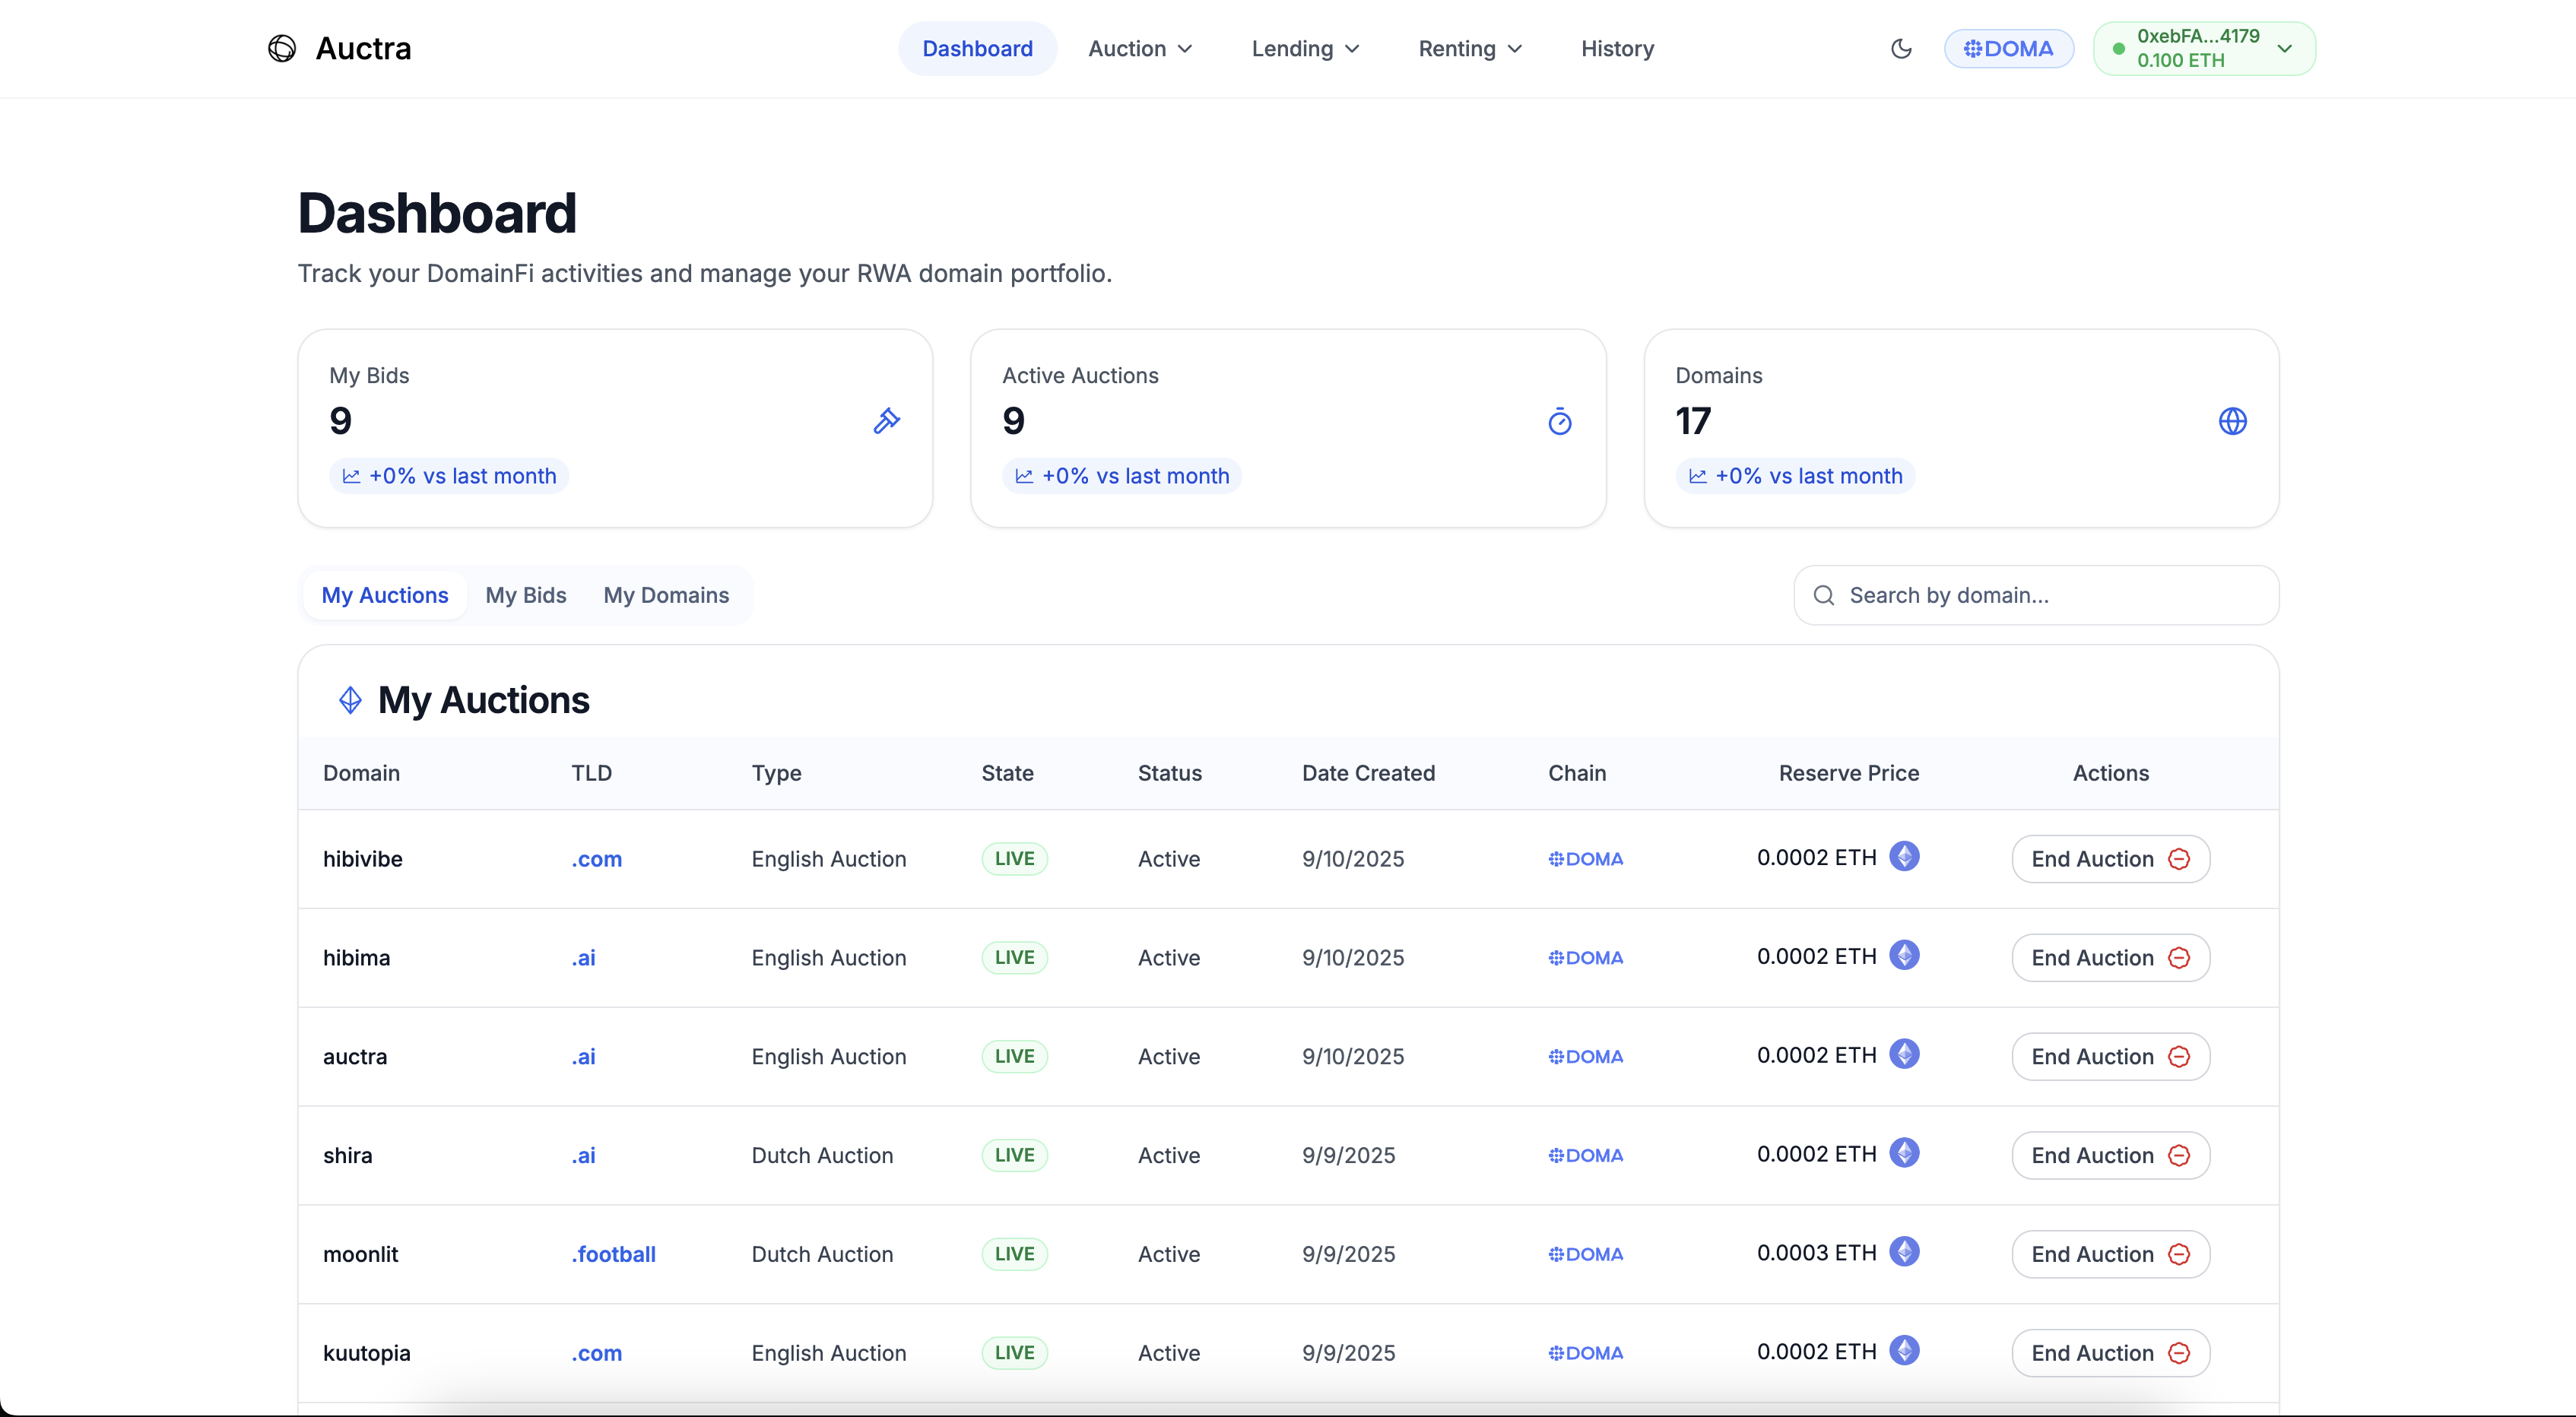 Auctra
Dashboard Auction Lending Renting History
DOMA
0xebFA...4179
0.100 ETH
Dashboard
Track your DomainFi activities and manage your RWA domain portfolio.
My Bids
9
+0% vs last month
Active Auctions
9
+0% vs last month
Domains
17
+0% vs last month
My Auctions My Bids My Domains
Search by domain...
My Auctions
Domain TLD Type State Status Date Created Chain Reserve Price Actions
hibivibe .com English Auction LIVE Active 9/10/2025 DOMA 0.0002 ETH End Auction
hibima .ai English Auction LIVE Active 9/10/2025 DOMA 0.0002 ETH End Auction
auctra .ai English Auction LIVE Active 9/10/2025 DOMA 0.0002 ETH End Auction
shira .ai Dutch Auction LIVE Active 9/9/2025 DOMA 0.0002 ETH End Auction
moonlit .football Dutch Auction LIVE Active 9/9/2025 DOMA 0.0003 ETH End Auction
kuutopia .com English Auction LIVE Active 9/9/2025 DOMA 0.0002 ETH End Auction